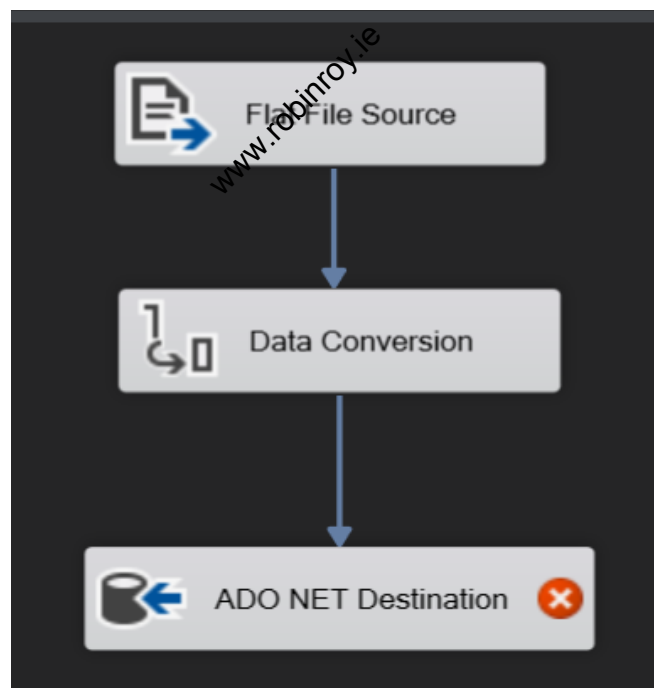 www.robinroy.ie
Flat File Source
Data Conversion
ADO NET Destination